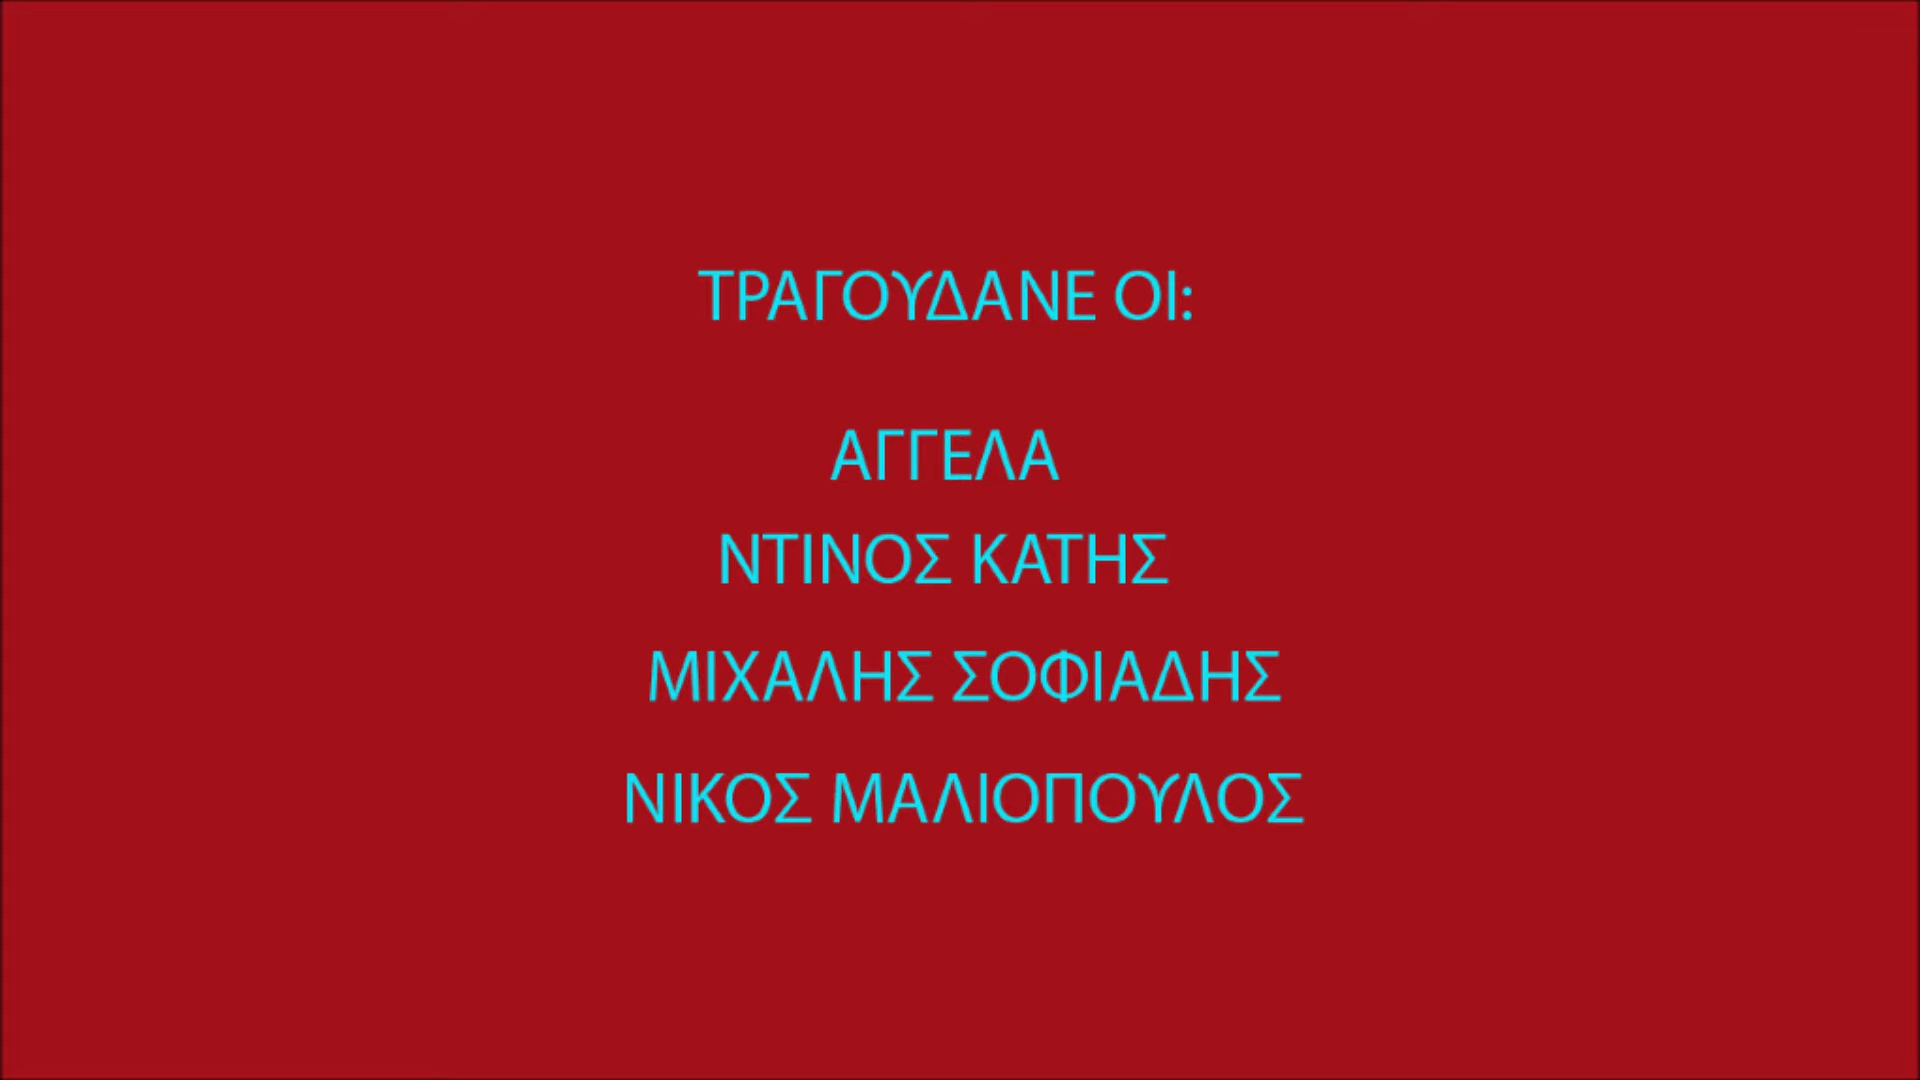 ΤΡΑΓΟΥΔΑΝΕ ΟΙ:
ΑΓΓΕΛΑ
ΝΤΙΝΟΣ ΚΑΤΗΣ
ΜΙΧΑΛΗΣ ΣΟΦΙΑΔΗΣ
ΝΙΚΟΣ ΜΑΛΙΟΠΟΥΛΟΣ